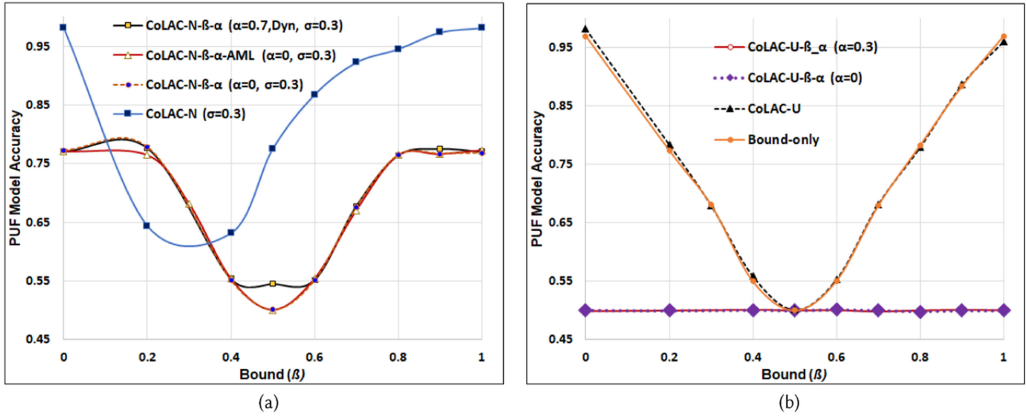 CoLAC-N-ß-α (α=0.7,Dyn, σ=0.3)
CoLAC-N-ß-α-AML (α=0, σ=0.3)
CoLAC-N-ß-α (α=0, σ=0.3)
CoLAC-N (σ=0.3)
PUF Model Accuracy
0.95
0.85
0.75
0.65
0.55
0.45
0
0.2
0.4
0.6
0.8
1
Bound (ß)
(a)
CoLAC-U-ß_α (α=0.3)
CoLAC-U-ß-α (α=0)
CoLAC-U
Bound-only
PUF Model Accuracy
0.95
0.85
0.75
0.65
0.55
0.45
0
0.2
0.4
0.6
0.8
1
Bound (ß)
(b)